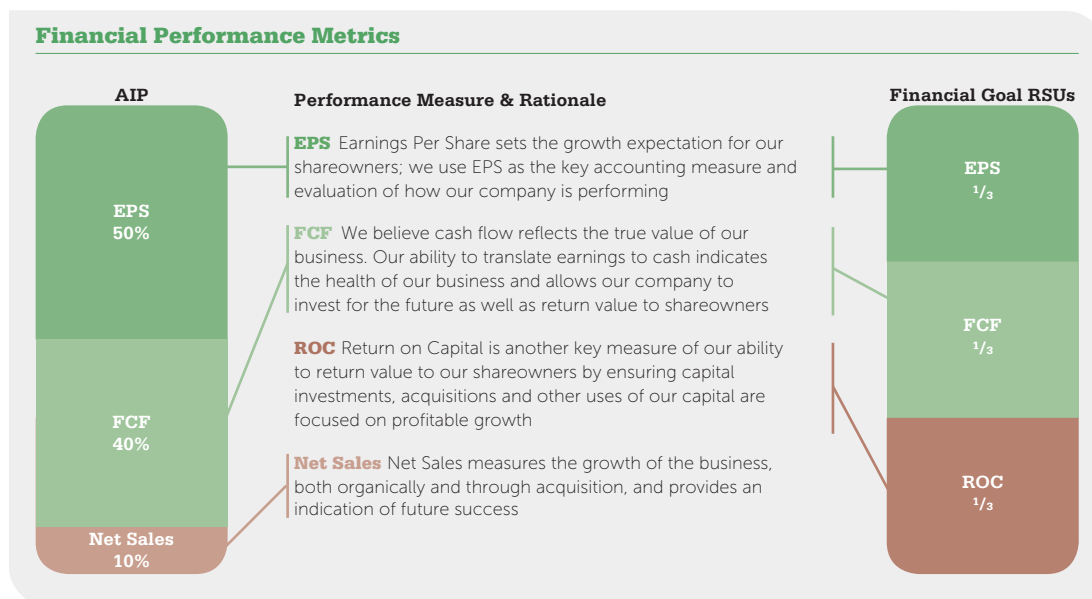 Financial Performance Metrics
AIP
EPS
50%
FCF
40%
Net Sales
10%
Performance Measure & Rationale
EPS Earnings Per Share sets the growth expectation for our
shareowners; we use EPS as the key accounting measure and
evaluation of how our company is performing
FCF We believe cash flow reflects the true value of our
business. Our ability to translate earnings to cash indicates
the health of our business and allows our company to
invest for the future as well as return value to shareowners
ROC Return on Capital is another key measure of our ability
to return value to our shareowners by ensuring capital
investments, acquisitions and other uses of our capital are
focused on profitable growth
Net Sales Net Sales measures the growth of the business,
both organically and through acquisition, and provides an
indication of future success
Financial Goal RSUs
EPS
1/3
FCF
1/3
ROC
1/3